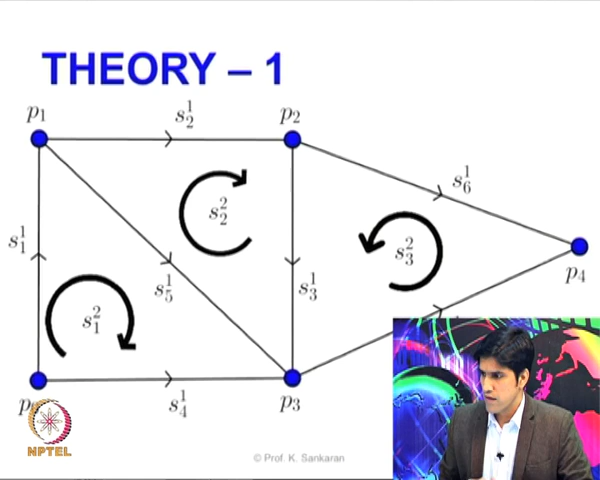 THEORY – 1
p₁
s¹₂
p₂
s¹₆
s²₂
s¹₁
s²₃
p₄
s¹₅
s¹₃
s²₁
p
s¹₄
p₃
NPTEL
© Prof. K. Sankaran